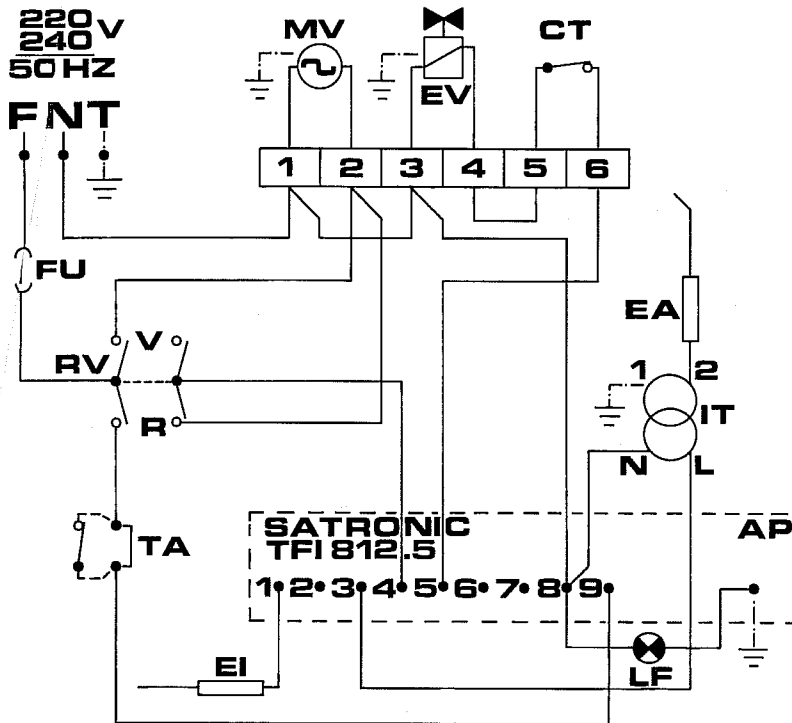 220
240 V
50 HZ
MV
EV
CT
F N T
1 2 3 4 5 6
FU
EA
RV V
R
1 2
IT
N L
TA
SATRONIC
TFI 812.5
AP
1 2 3 4 5 6 7 8 9
EI
LF